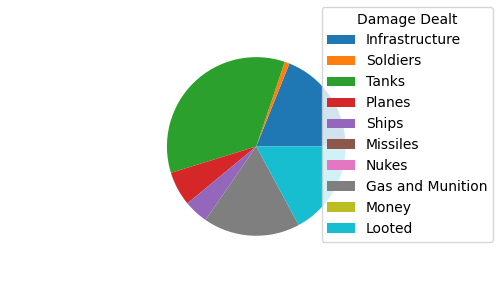 Damage Dealt
Infrastructure
Soldiers
Tanks
Planes
Ships
Missiles
Nukes
Gas and Munition
Money
Looted